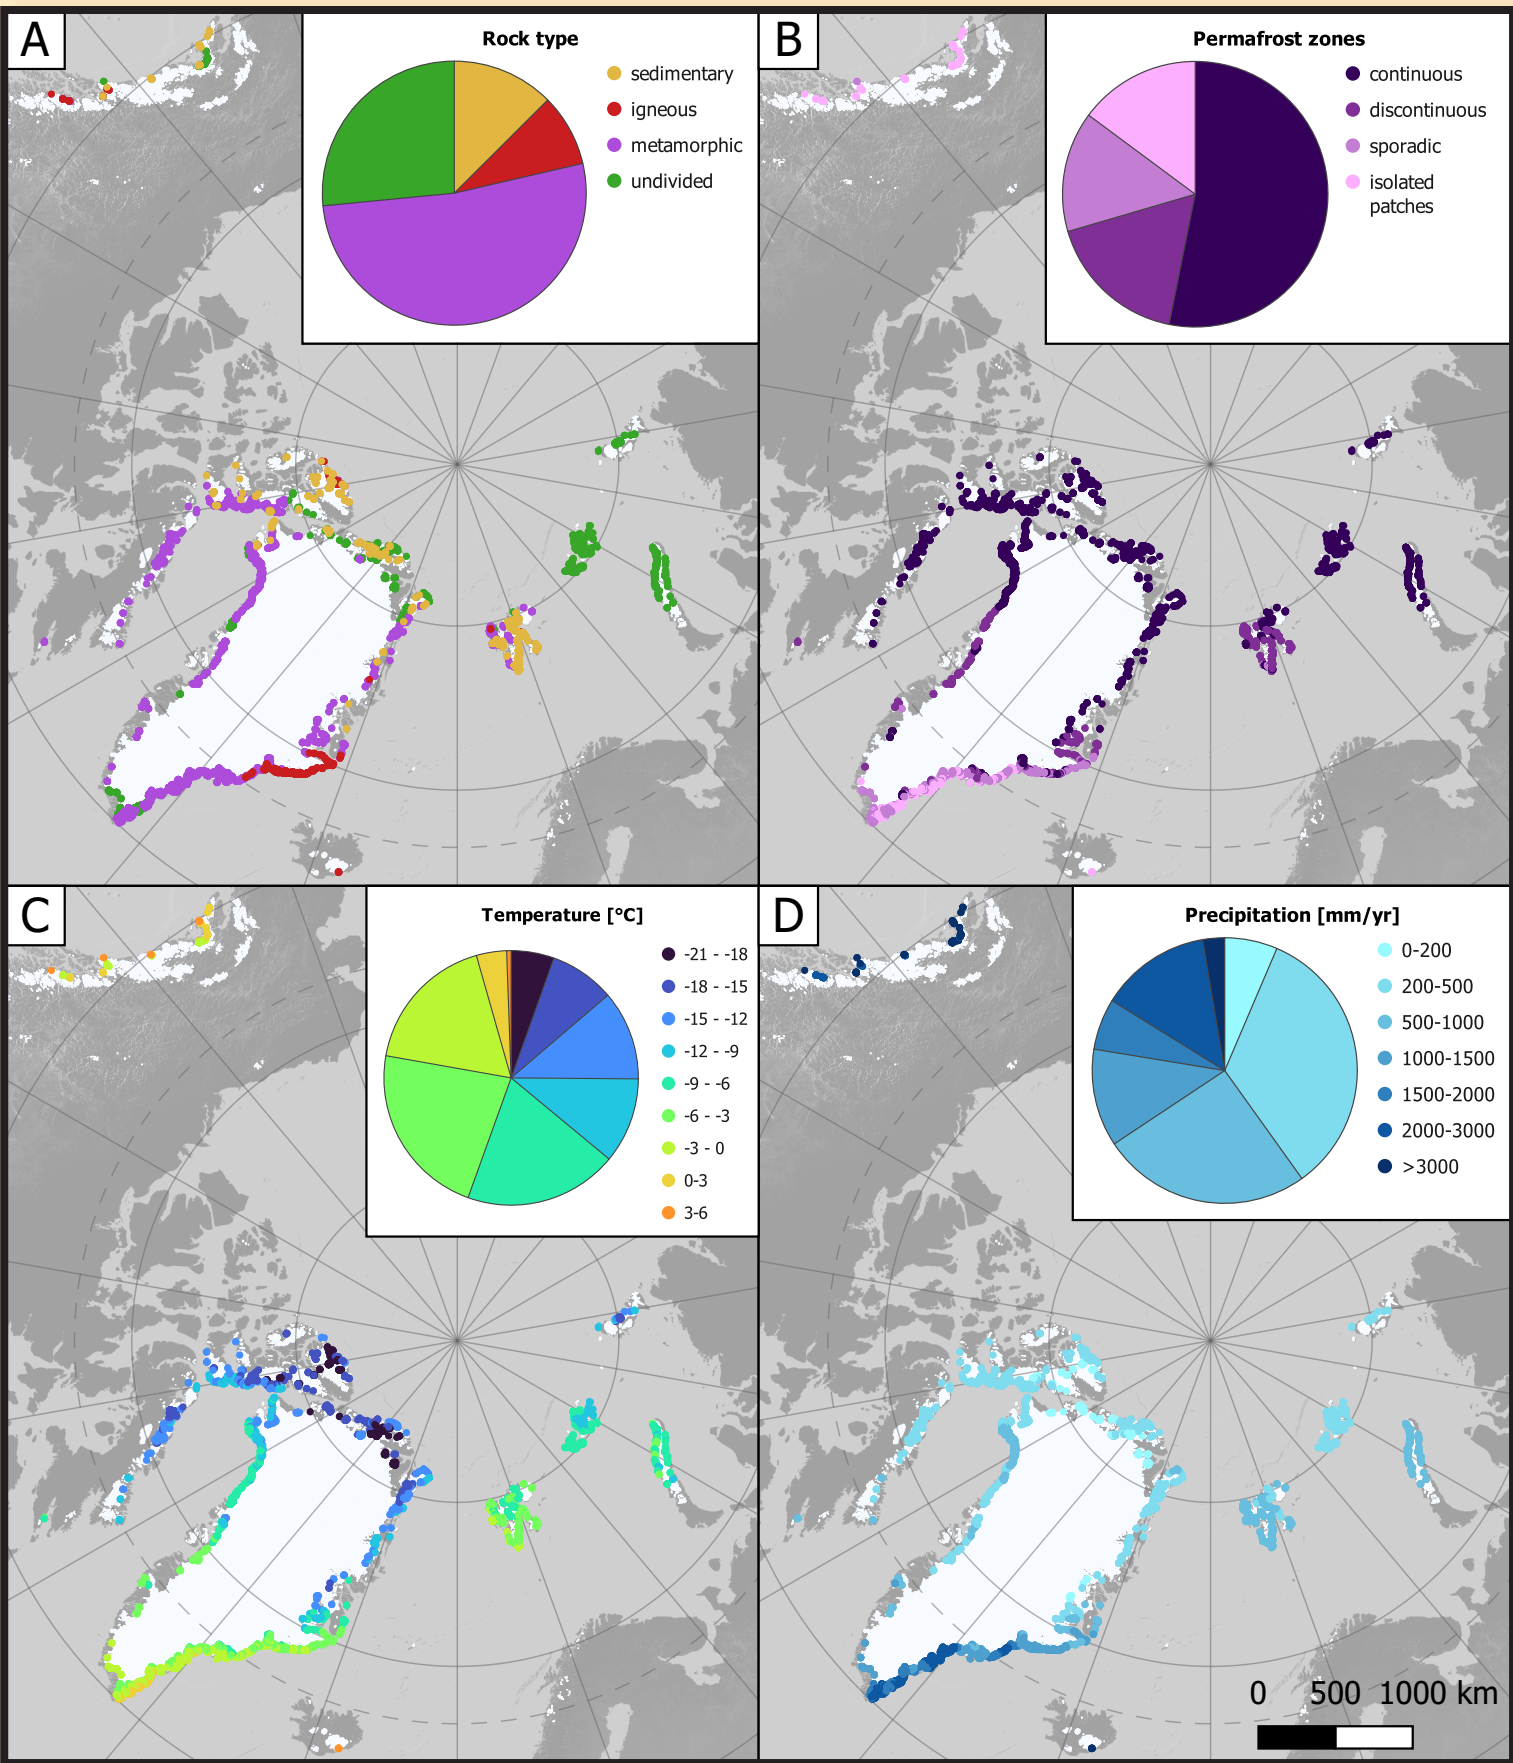 A
Rock type
sedimentary
igneous
metamorphic
undivided
B
Permafrost zones
continuous
discontinuous
sporadic
isolated
patches
C
Temperature [°C]
-21 - -18
-18 - -15
-15 - -12
-12 - -9
-9 - -6
-6 - -3
-3 - 0
0-3
3-6
D
Precipitation [mm/yr]
0-200
200-500
500-1000
1000-1500
1500-2000
2000-3000
>3000
0 500 1000 km